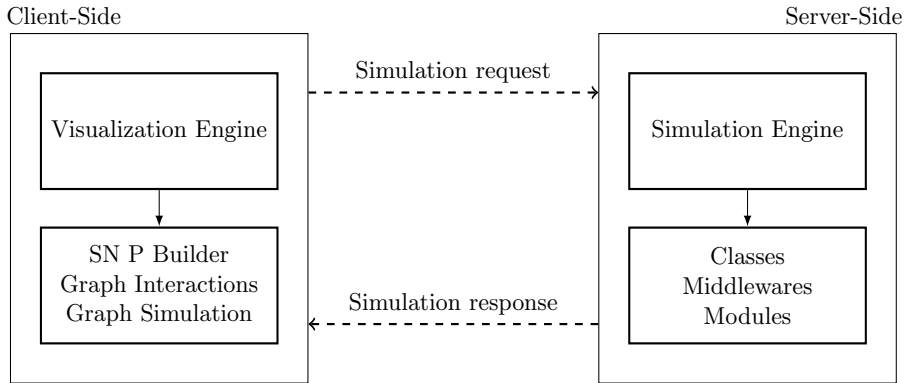 Client-Side
Server-Side
Simulation request
Visualization Engine
Simulation Engine
SN P Builder
Graph Interactions
Graph Simulation
Simulation response
Classes
Middlewares
Modules